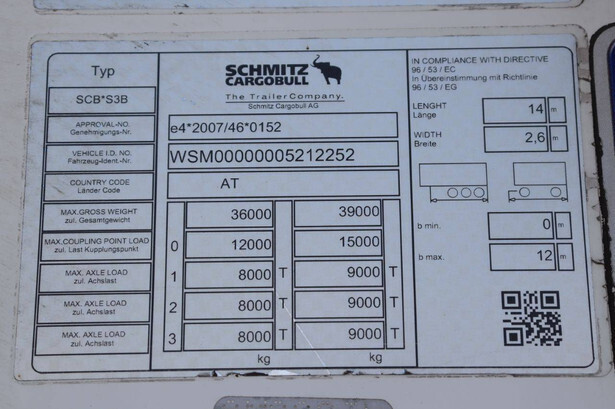 Typ
SCB*S3B
APPROVAL-NO.
Genehmigungs-Nr.
VEHICLE I.D. NO.
Fahrzeug-Ident.-Nr.
COUNTRY CODE
Länder Code
MAX.GROSS WEIGHT
zul. Gesamtgewicht
MAX.COUPLING POINT LOAD
zul. Last Kupplungspunkt
MAX. AXLE LOAD
zul. Achslast
MAX. AXLE LOAD
zul. Achslast
MAX. AXLE LOAD
zul. Achslast
SCHMITZ
CARGOBULL
The TrailerCompany.
Schmitz Cargobull AG
e4*2007/46*0152
WSM00000005212252
AT
36000 39000
0 12000 15000
1 8000 T 9000 T
2 8000 T 9000 T
3 8000 T 9000 T
kg kg
IN COMPLIANCE WITH DIRECTIVE
96 / 53 / EC
in Übereinstimmung mit Richtlinie
96 / 53 / EG
LENGHT
Länge
14 m
WIDTH
Breite
2,6 m
b min. 0 m
b max. 12 m